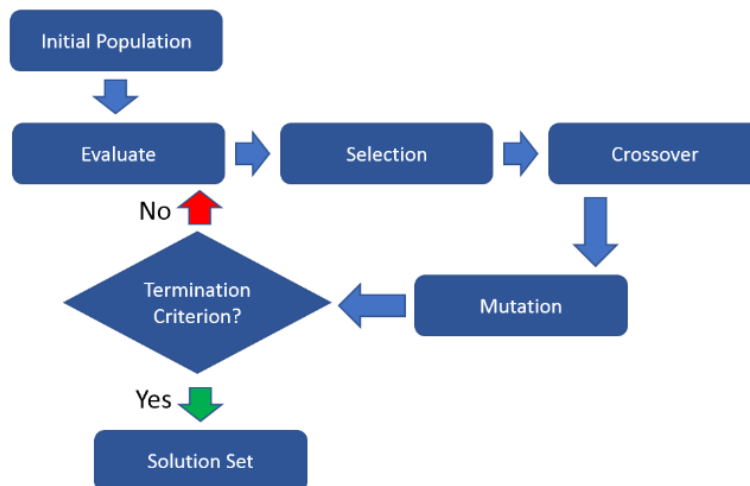 Initial Population
Evaluate
Selection
Crossover
No
Termination
Criterion?
Mutation
Yes
Solution Set